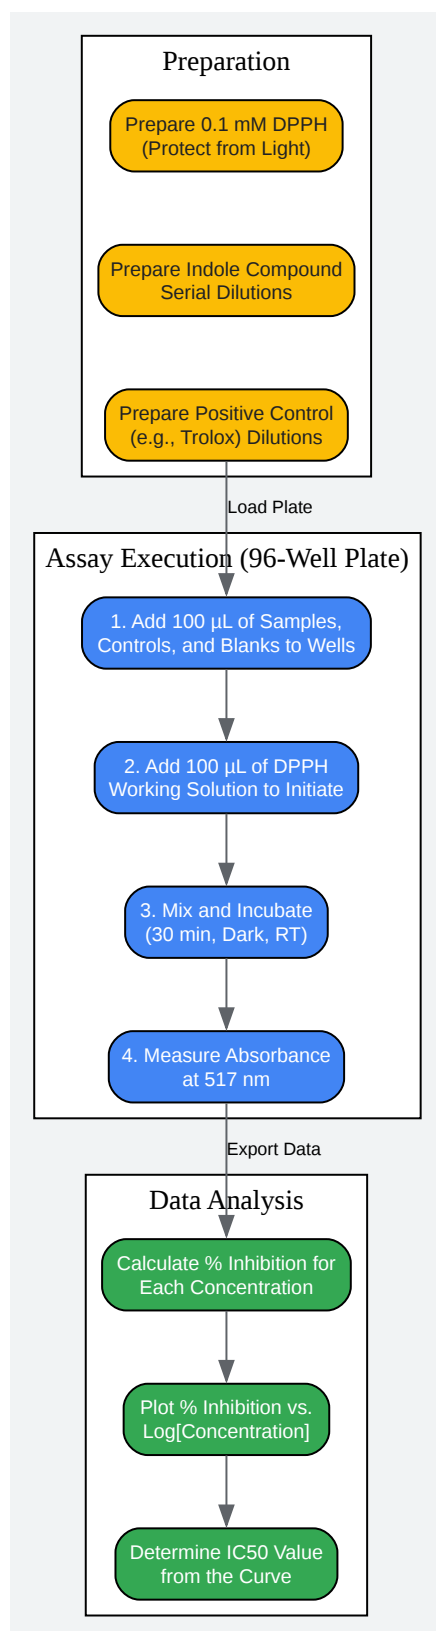 Preparation
Prepare 0.1 mM DPPH
(Protect from Light)
Prepare Indole Compound
Serial Dilutions
Prepare Positive Control
(e.g., Trolox) Dilutions
Load Plate
Assay Execution (96-Well Plate)
1. Add 100 µL of Samples,
Controls, and Blanks to Wells
2. Add 100 µL of DPPH
Working Solution to Initiate
3. Mix and Incubate
(30 min, Dark, RT)
4. Measure Absorbance
at 517 nm
Export Data
Data Analysis
Calculate % Inhibition for
Each Concentration
Plot % Inhibition vs.
Log[Concentration]
Determine IC50 Value
from the Curve